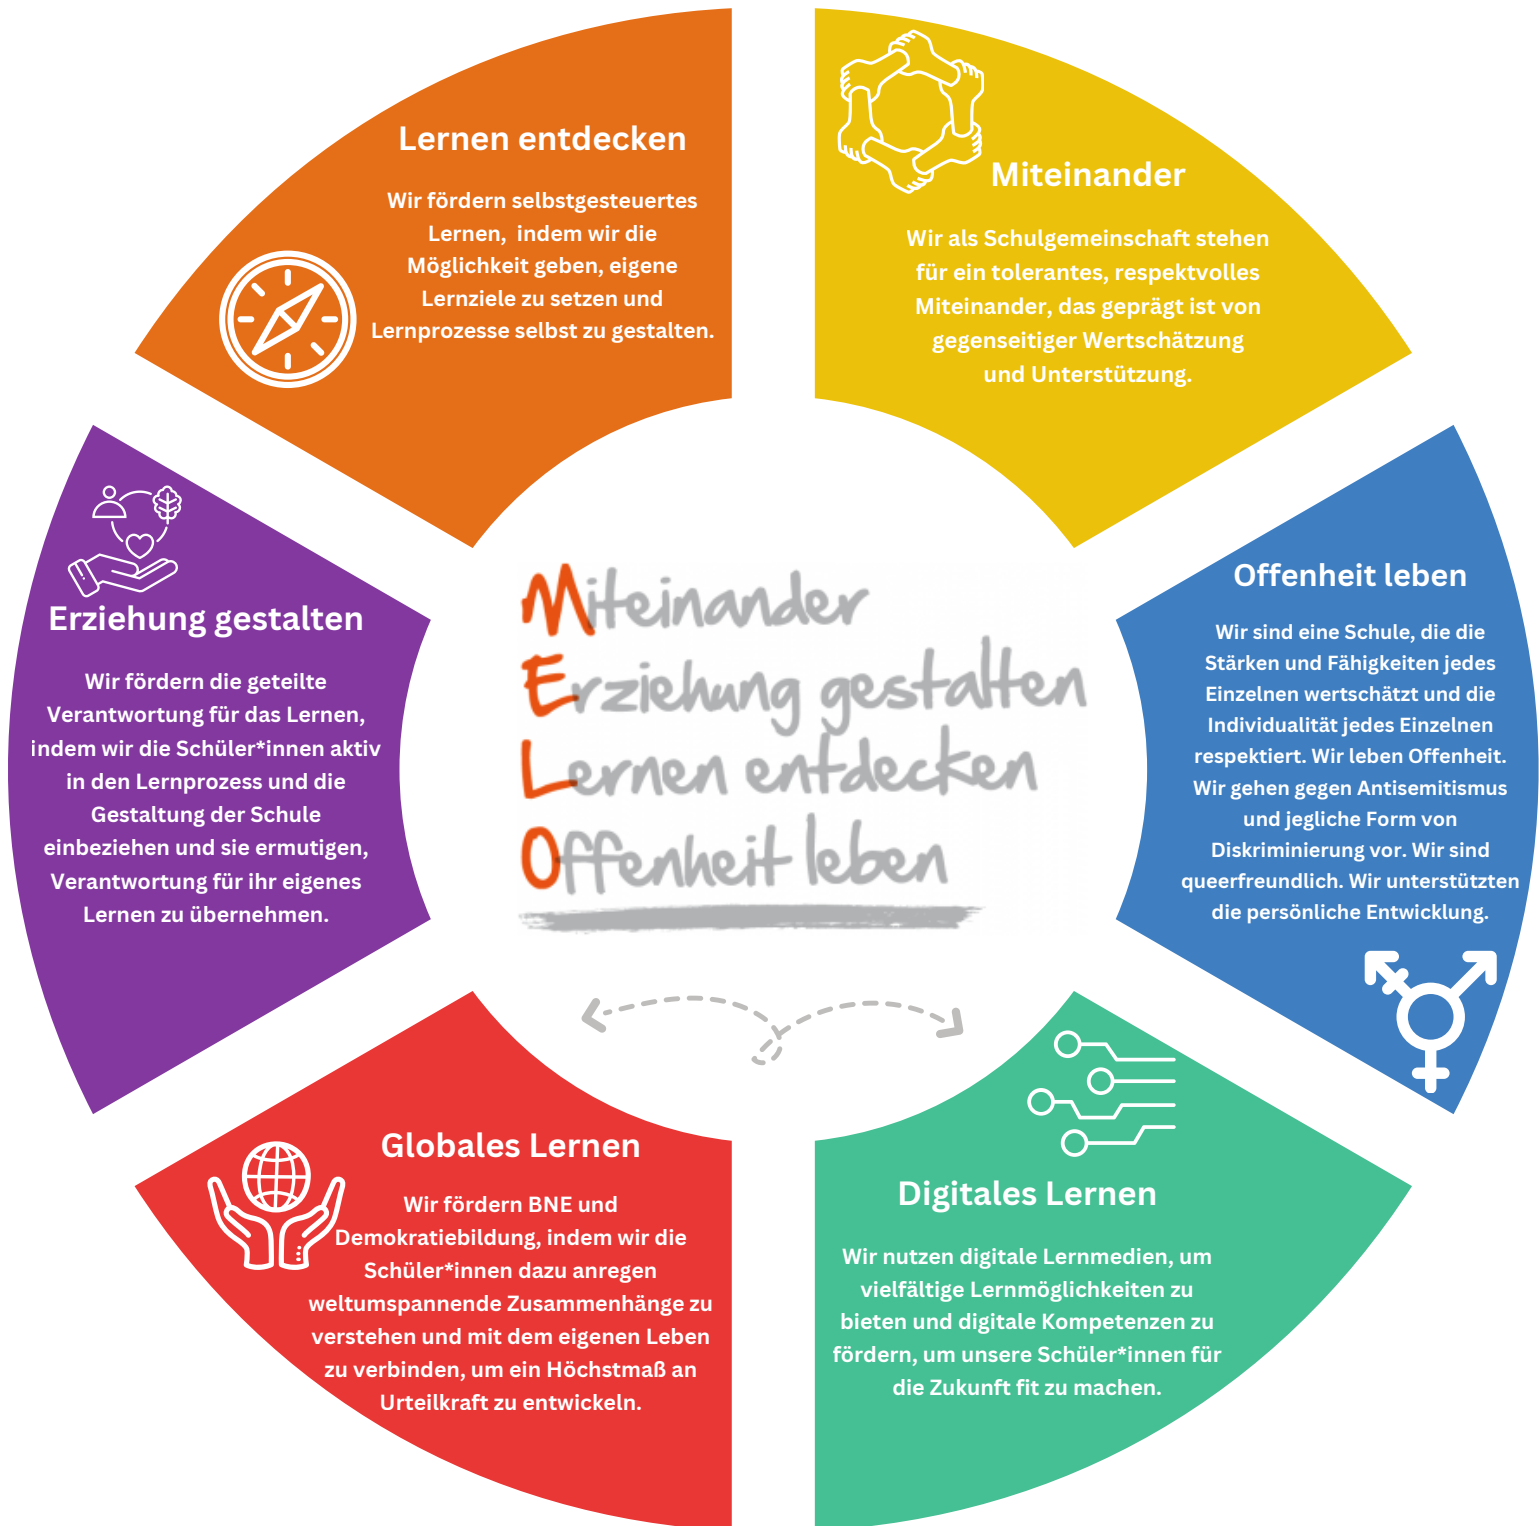 Lernen entdecken
Wir fördern selbstgesteuertes
Lernen, indem wir die
Möglichkeit geben, eigene
Lernziele zu setzen und
Lernprozesse selbst zu gestalten.
Miteinander
Wir als Schulgemeinschaft stehen
für ein tolerantes, respektvolles
Miteinander, das geprägt ist von
gegenseitiger Wertschätzung
und Unterstützung.
Erziehung gestalten
Wir fördern die geteilte
Verantwortung für das Lernen,
indem wir die Schüler*innen aktiv
in den Lernprozess und die
Gestaltung der Schule
einbeziehen und sie ermutigen,
Verantwortung für ihr eigenes
Lernen zu übernehmen.
Miteinander
Erziehung gestalten
Lernen entdecken
Offenheit leben
Offenheit leben
Wir sind eine Schule, die die
Stärken und Fähigkeiten jedes
Einzelnen wertschätzt und die
Individualität jedes Einzelnen
respektiert. Wir leben Offenheit.
Wir gehen gegen Antisemitismus
und jegliche Form von
Diskriminierung vor. Wir sind
queerfreundlich. Wir unterstützten
die persönliche Entwicklung.
Globales Lernen
Wir fördern BNE und
Demokratiebildung, indem wir die
Schüler*innen dazu anregen
weltumspannende Zusammenhänge zu
verstehen und mit dem eigenen Leben
zu verbinden, um ein Höchstmaß an
Urteilkraft zu entwickeln.
Digitales Lernen
Wir nutzen digitale Lernmedien, um
vielfältige Lernmöglichkeiten zu
bieten und digitale Kompetenzen zu
fördern, um unsere Schüler*innen für
die Zukunft fit zu machen.